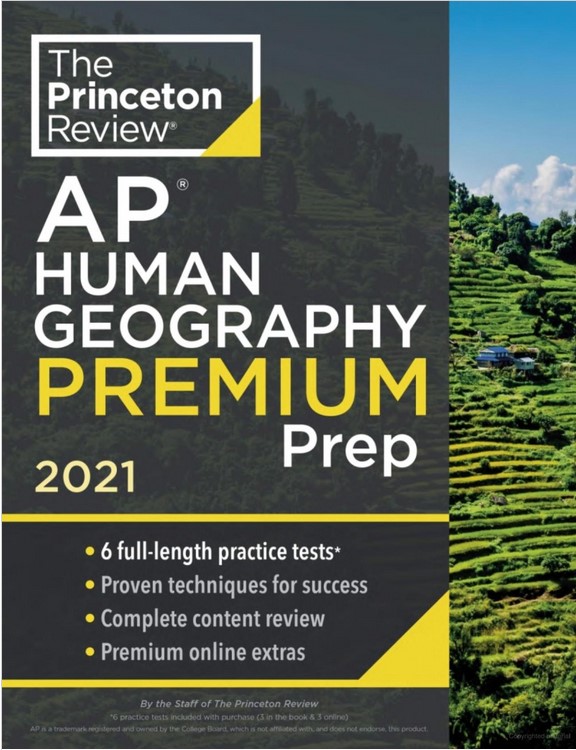 The
Princeton
Review®
AP®
HUMAN
GEOGRAPHY
PREMIUM
Prep
2021
• 6 full-length practice tests*
• Proven techniques for success
• Complete content review
• Premium online extras
By the Staff of The Princeton Review
*6 practice tests included with purchase (3 in the book & 3 online)
AP is a trademark registered and owned by the College Board, which is not affiliated with, and does not endorse, this product.